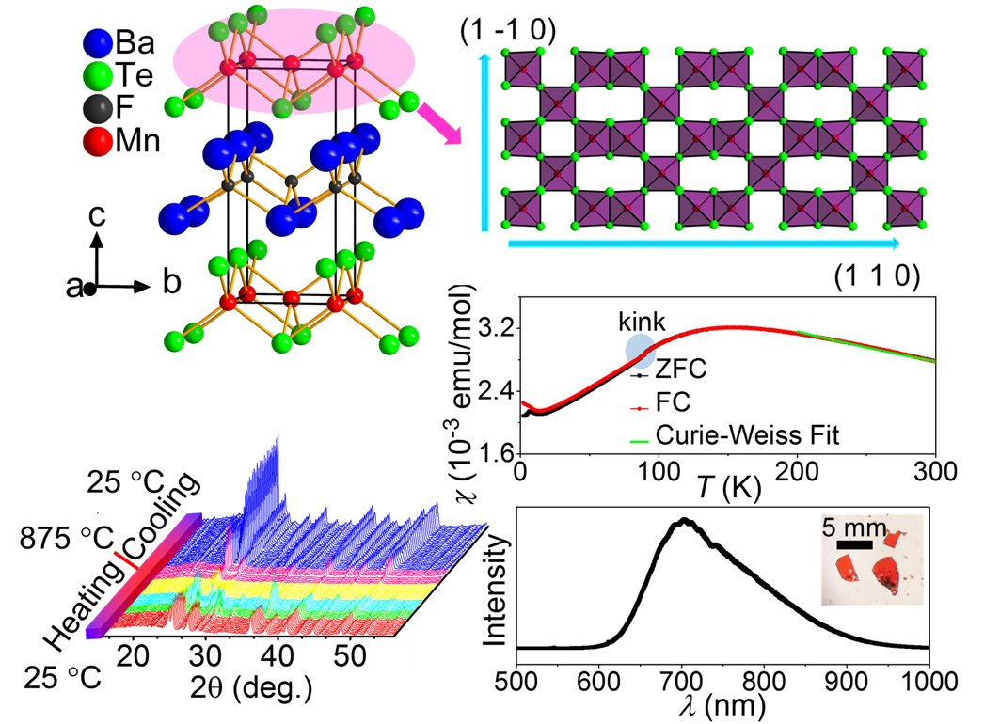 Ba
Te
F
Mn
c
a
b
(1 -1 0)
(1 1 0)
χ (10⁻³ emu/mol)
3.2
2.4
1.6
kink
ZFC
FC
Curie-Weiss Fit
0
100
200
300
T (K)
25 °C
875 °C
25 °C
Heating
Cooling
20
30
40
50
2θ (deg.)
Intensity
5 mm
500
600
700
800
900
1000
λ (nm)